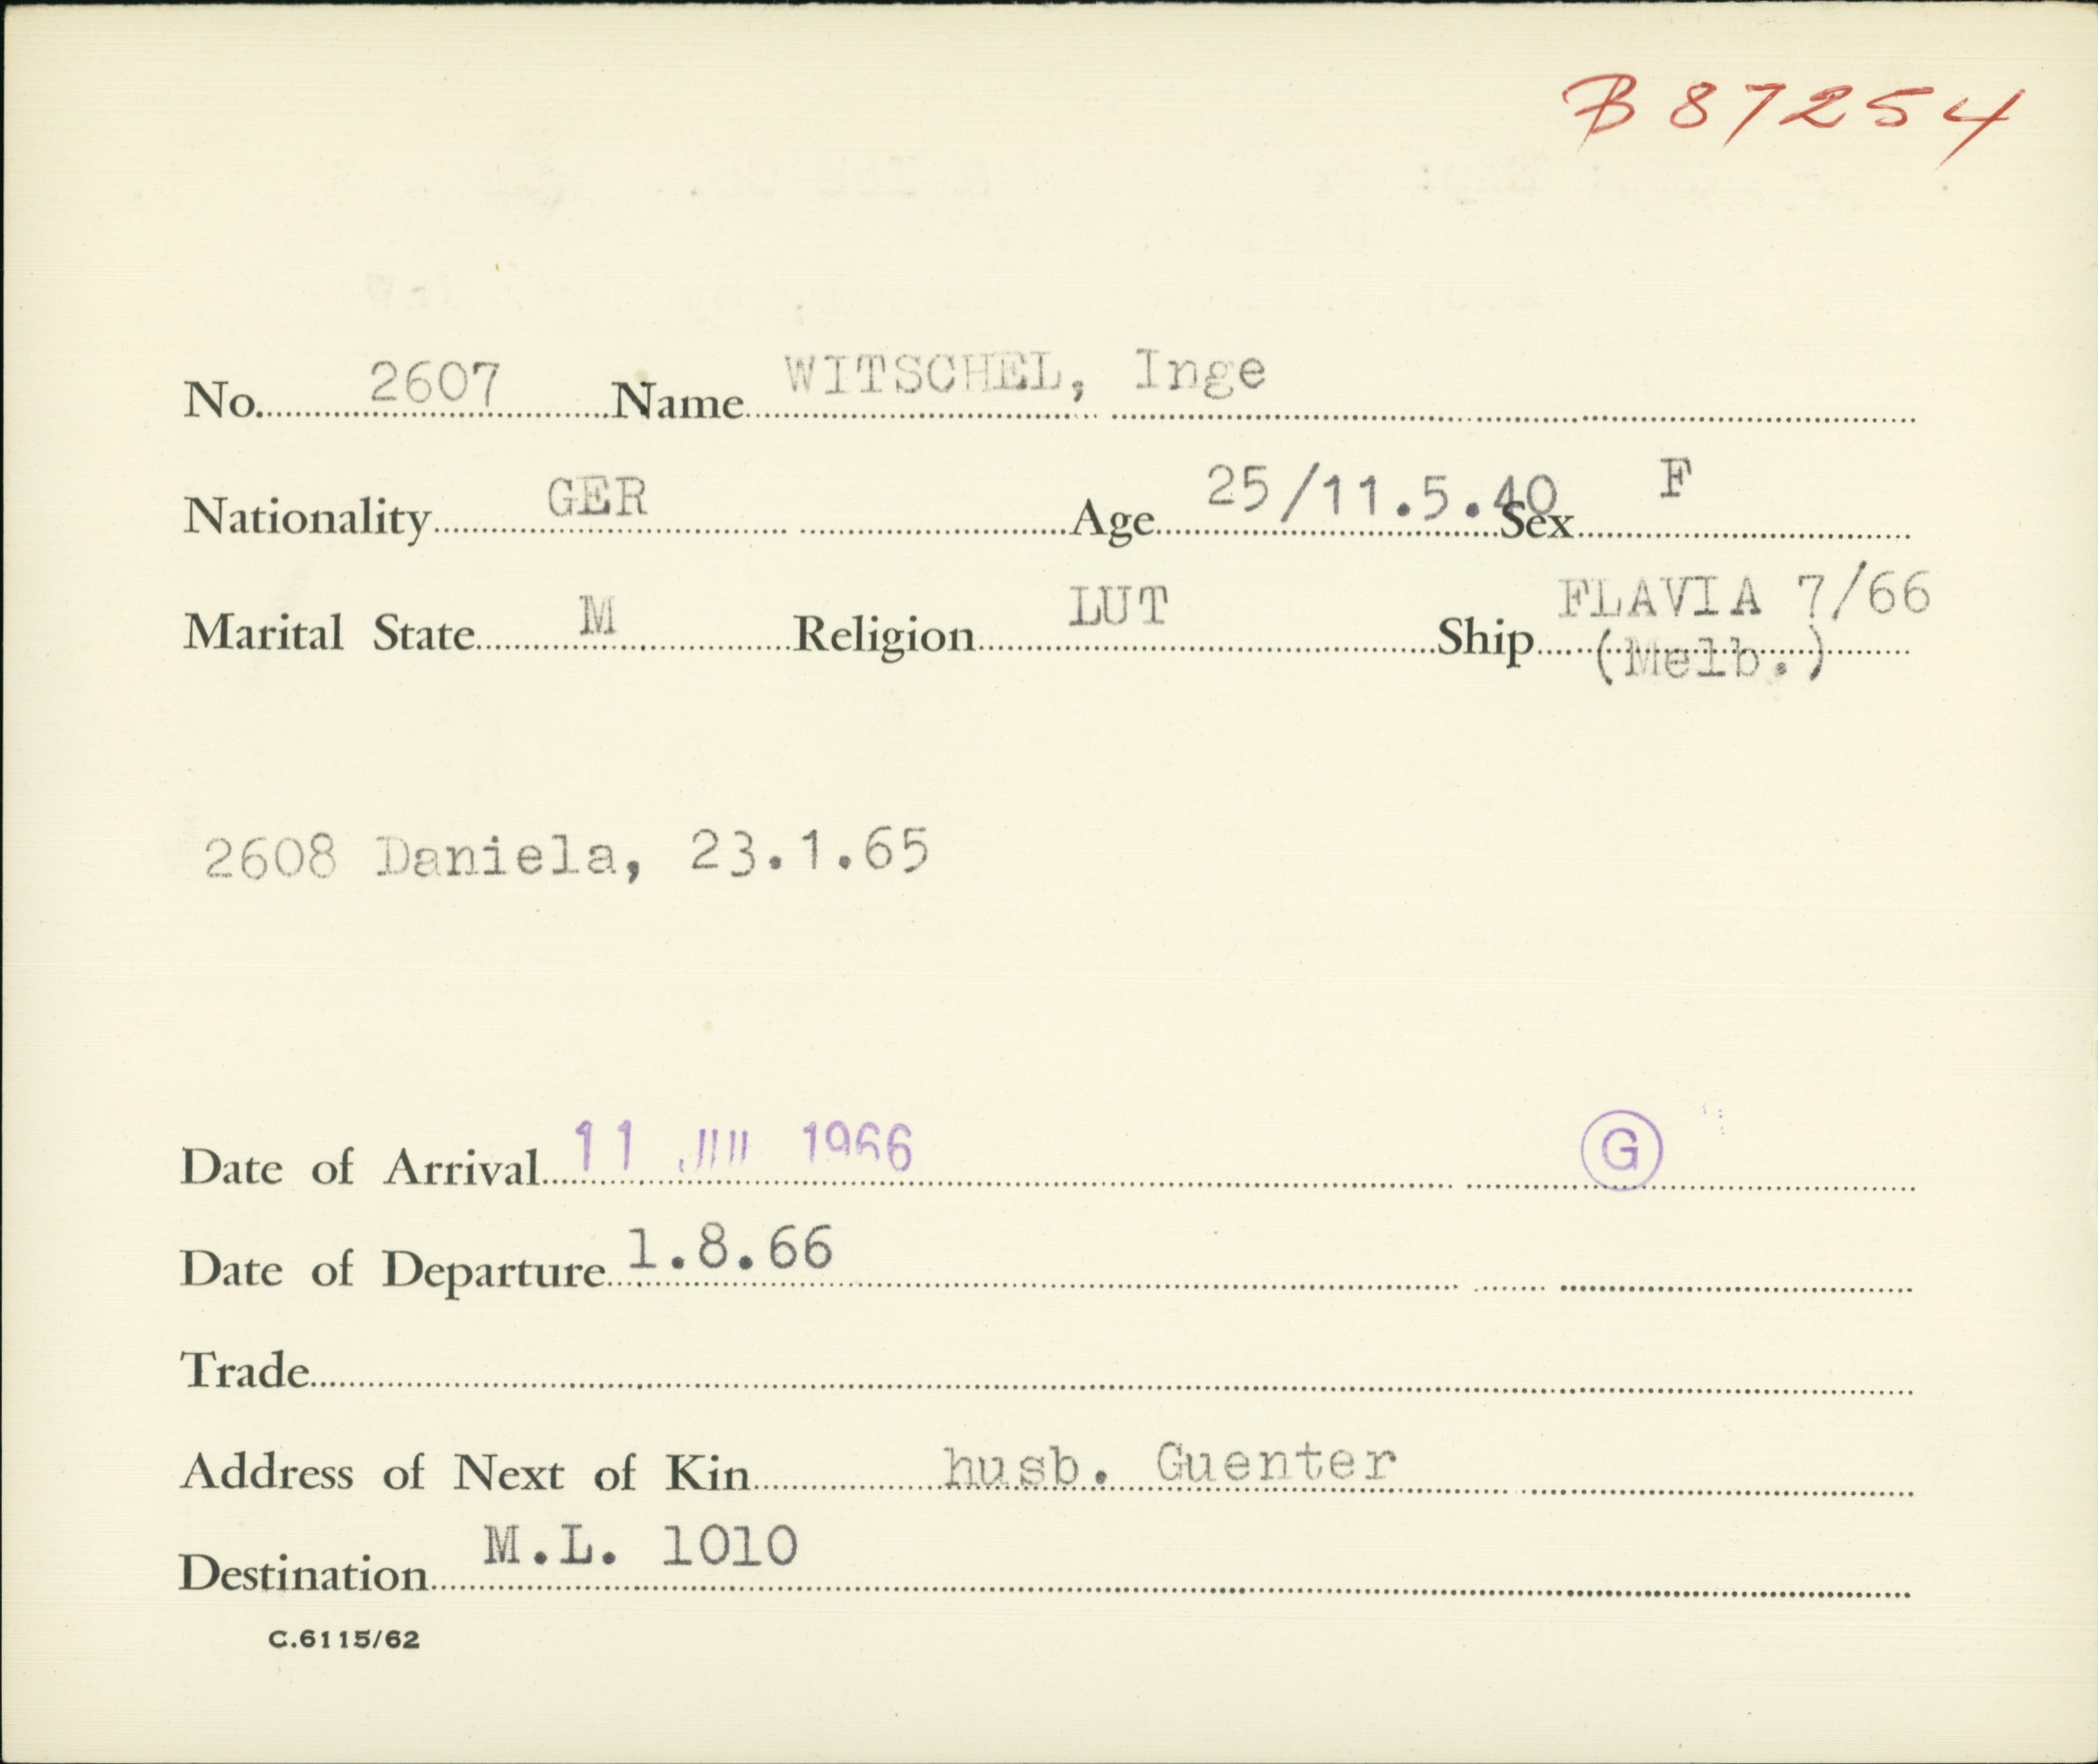 B 87254
No. 2607 Name WITSCHEL, Inge
Nationality GER Age 25/11.5.40 Sex F
Marital State M Religion LUT Ship FLAVIA 7/66
(Melb.)
2608 Daniela, 23.1.65
Date of Arrival 11 1966 G
Date of Departure 1.8.66
Trade
Address of Next of Kin husb. Guenter
Destination M.L. 1010
C.6115/62